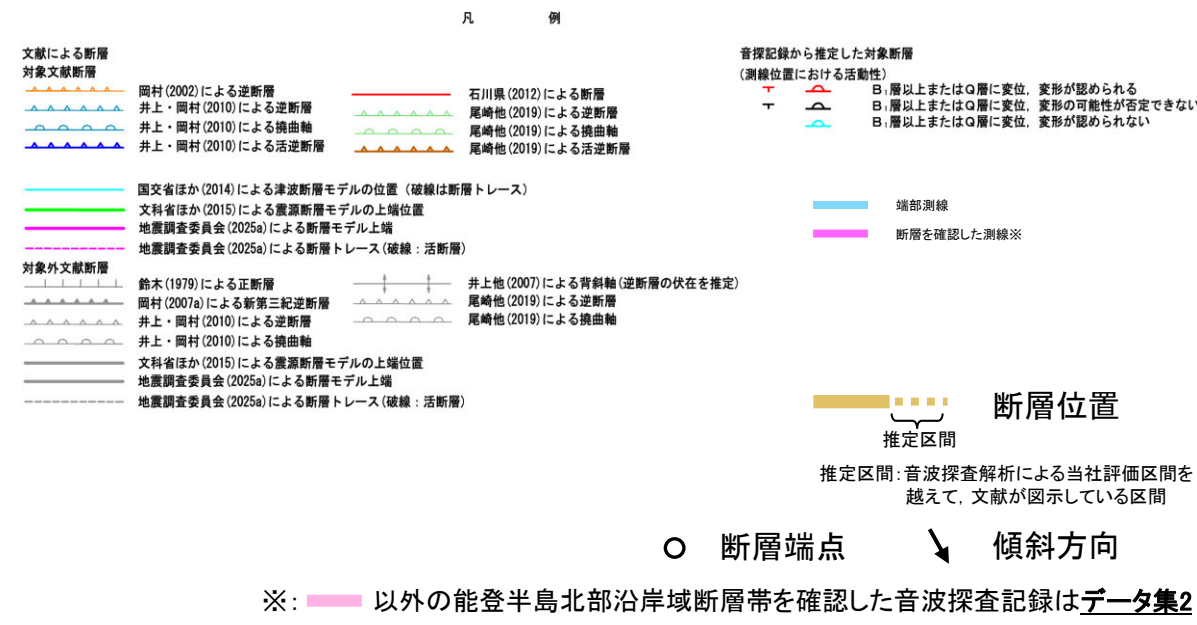 凡 例
文献による断層
対象文献断層
岡村(2002)による逆断層
井上・岡村(2010)による逆断層
井上・岡村(2010)による撓曲軸
井上・岡村(2010)による活逆断層
石川県(2012)による断層
尾崎他(2019)による逆断層
尾崎他(2019)による撓曲軸
尾崎他(2019)による活逆断層
国交省ほか(2014)による津波断層モデルの位置（破線は断層トレース）
文科省ほか(2015)による震源断層モデルの上端位置
地震調査委員会(2025a)による断層モデル上端
地震調査委員会(2025a)による断層トレース(破線：活断層)
対象外文献断層
鈴木(1979)による正断層
岡村(2007a)による新第三紀逆断層
井上・岡村(2010)による逆断層
井上・岡村(2010)による撓曲軸
文科省ほか(2015)による震源断層モデルの上端位置
地震調査委員会(2025a)による断層モデル上端
地震調査委員会(2025a)による断層トレース(破線：活断層)
井上他(2007)による背斜軸(逆断層の伏在を推定)
尾崎他(2019)による逆断層
尾崎他(2019)による撓曲軸
音探記録から推定した対象断層
(測線位置における活動性)
B₁層以上またはQ層に変位，変形が認められる
B₁層以上またはQ層に変位，変形の可能性が否定できない
B₁層以上またはQ層に変位，変形が認められない
端部測線
断層を確認した測線※
断層位置
推定区間
推定区間：音波探査解析による当社評価区間を
越えて，文献が図示している区間
断層端点
傾斜方向
※： 以外の能登半島北部沿岸域断層帯を確認した音波探査記録はデータ集2